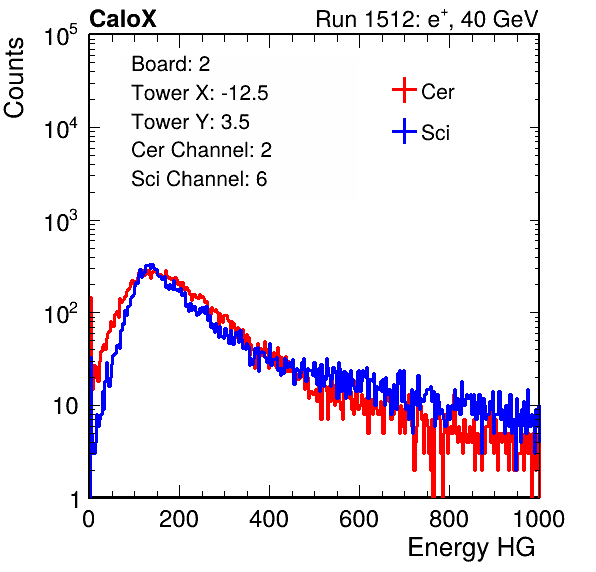 CaloX Run 1512: e+, 40 GeV
Counts
10^5
10^4
10^3
10^2
10
1
Board: 2
Tower X: -12.5
Tower Y: 3.5
Cer Channel: 2
Sci Channel: 6
Cer
Sci
0 200 400 600 800 1000
Energy HG